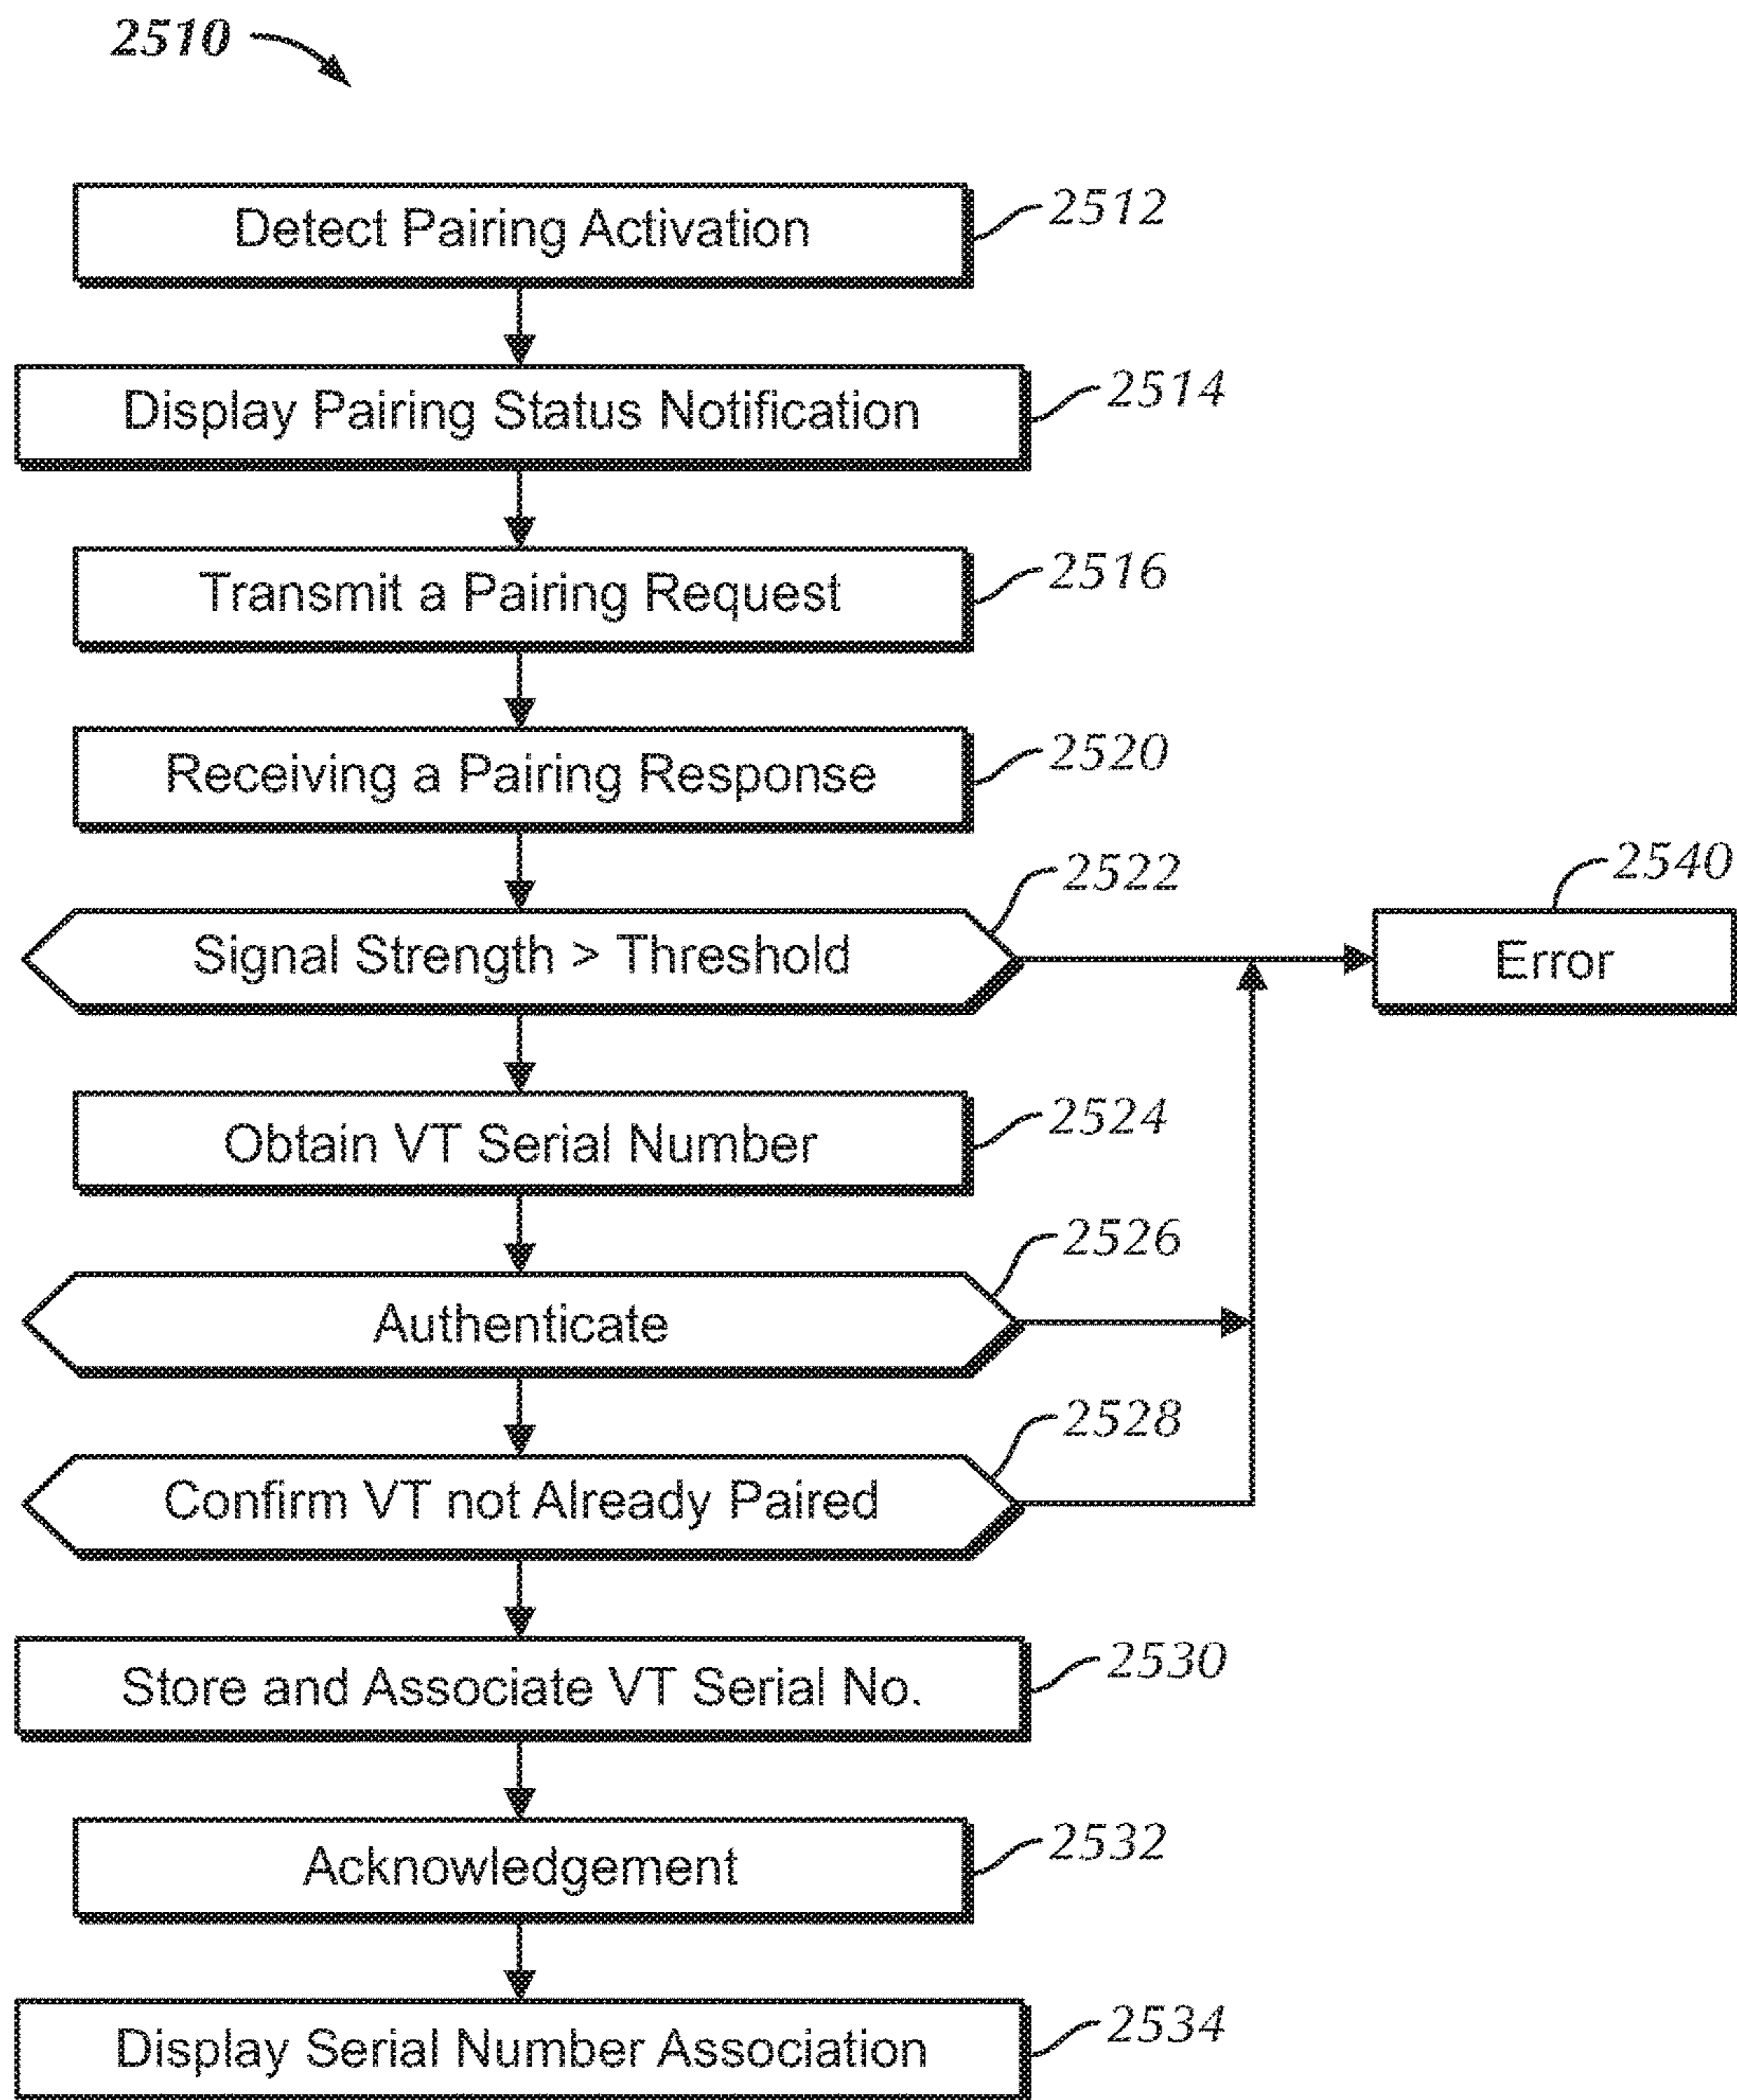 2510
Detect Pairing Activation
2512
Display Pairing Status Notification
2514
Transmit a Pairing Request
2516
Receiving a Pairing Response
2520
Signal Strength > Threshold
2522
Error
2540
Obtain VT Serial Number
2524
Authenticate
2526
Confirm VT not Already Paired
2528
Store and Associate VT Serial No.
2530
Acknowledgement
2532
Display Serial Number Association
2534